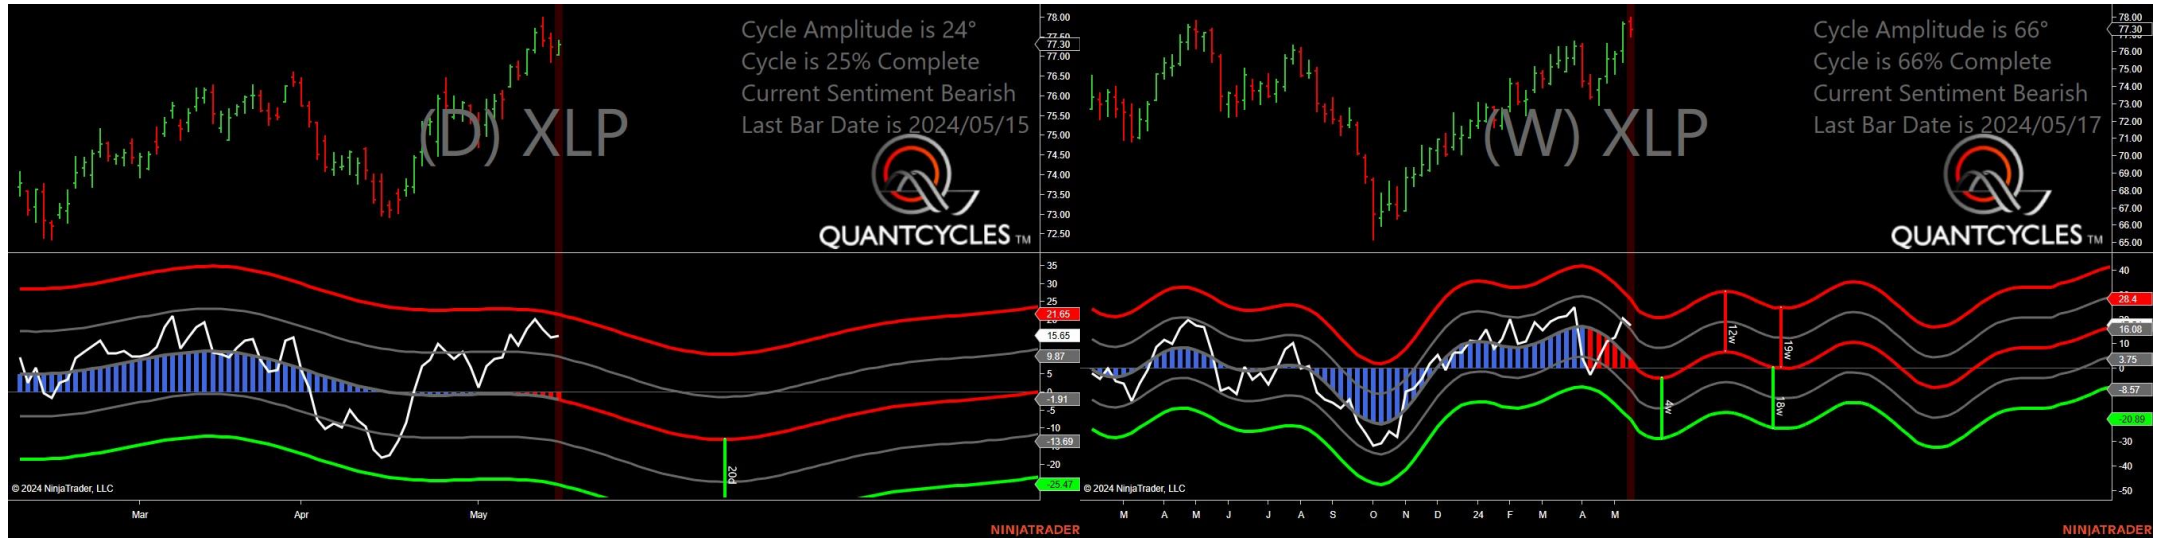 Cycle Amplitude is 24°
Cycle is 25% Complete
Current Sentiment Bearish
Last Bar Date is 2024/05/15
(D) XLP
QUANTCYCLES TM
78.00
77.50
77.30
77.00
76.50
76.00
75.50
75.00
74.50
74.00
73.50
73.00
72.50
35
30
25
21.65
15.65
9.87
5
0
-1.91
-5
-10
-13.69
-20
-25.47
20d
© 2024 NinjaTrader, LLC
Mar
Apr
May
NINJATRADER
Cycle Amplitude is 66°
Cycle is 66% Complete
Current Sentiment Bearish
Last Bar Date is 2024/05/17
(W) XLP
QUANTCYCLES TM
78.00
77.30
76.00
75.00
74.00
73.00
72.00
71.00
70.00
69.00
68.00
67.00
66.00
65.00
40
28.4
16.08
10
3.75
0
-8.57
-20.89
-30
-40
-50
12w
19w
4w
18w
© 2024 NinjaTrader, LLC
M A M J J A S O N D 24 F M A M
NINJATRADER